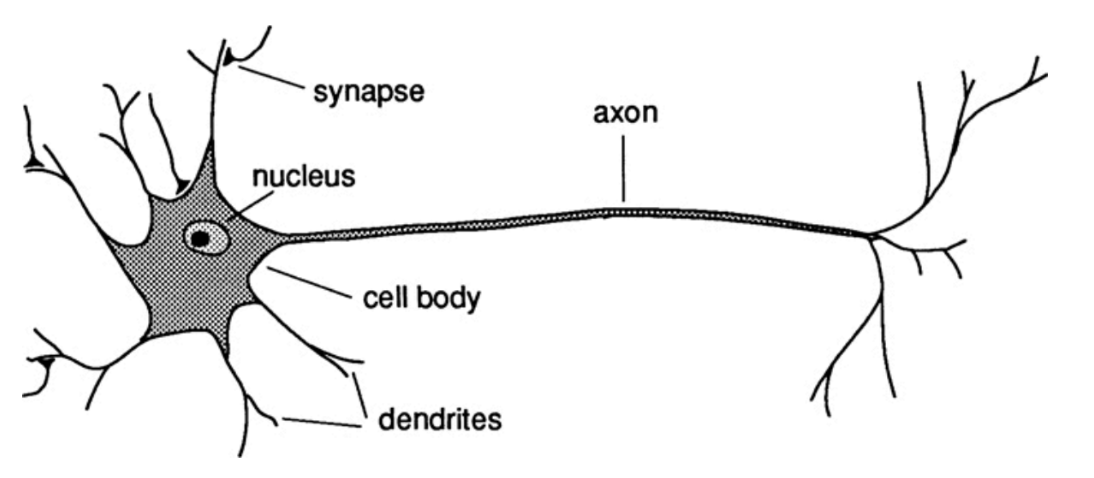 synapse
axon
nucleus
cell body
dendrites